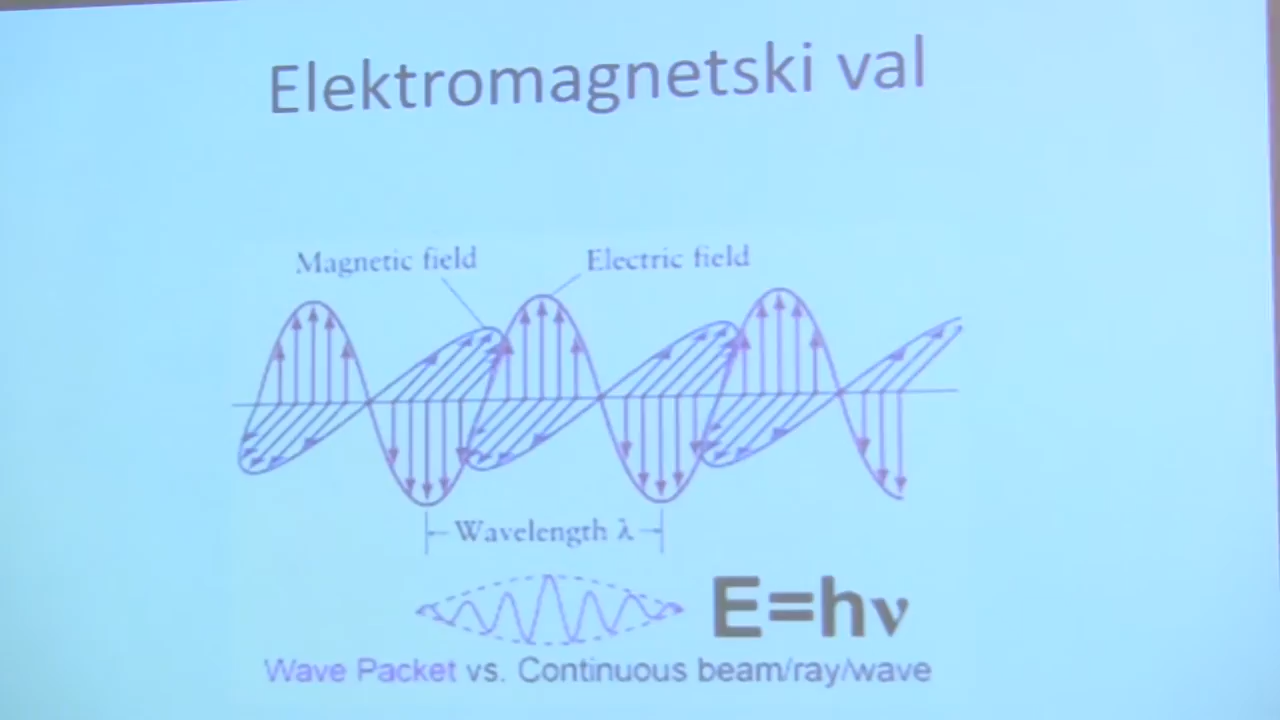 Elektromagnetski val
Magnetic field Electric field
Wavelength λ
E=hν
Wave Packet vs. Continuous beam/ray/wave